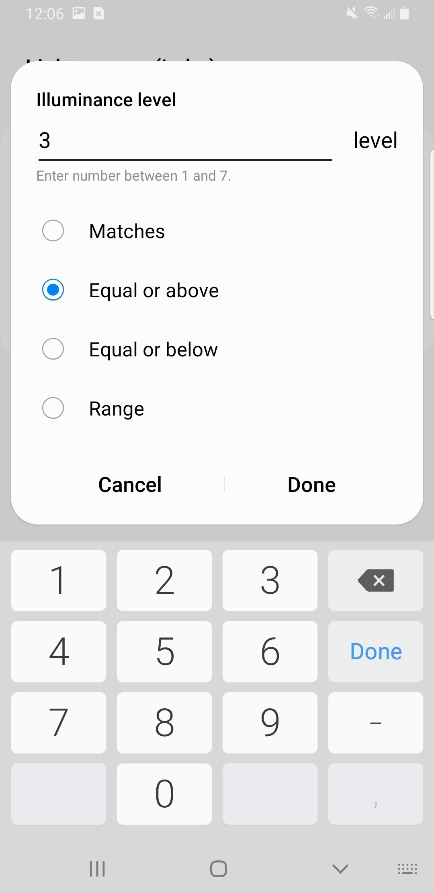 12:06
Illuminance level
3 level
Enter number between 1 and 7.
Matches
Equal or above
Equal or below
Range
Cancel Done
1 2 3
4 5 6 Done
7 8 9 -
0 ,